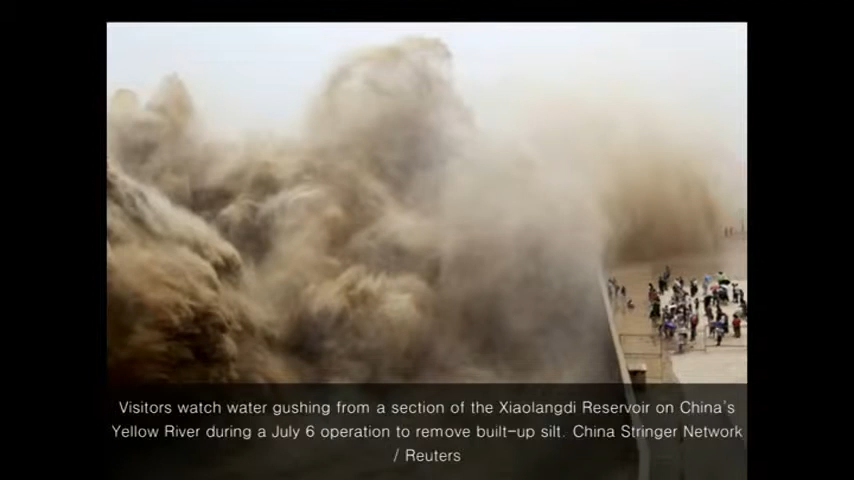 Visitors watch water gushing from a section of the Xiaolangdi Reservoir on China's
Yellow River during a July 6 operation to remove built-up silt. China Stringer Network
/ Reuters